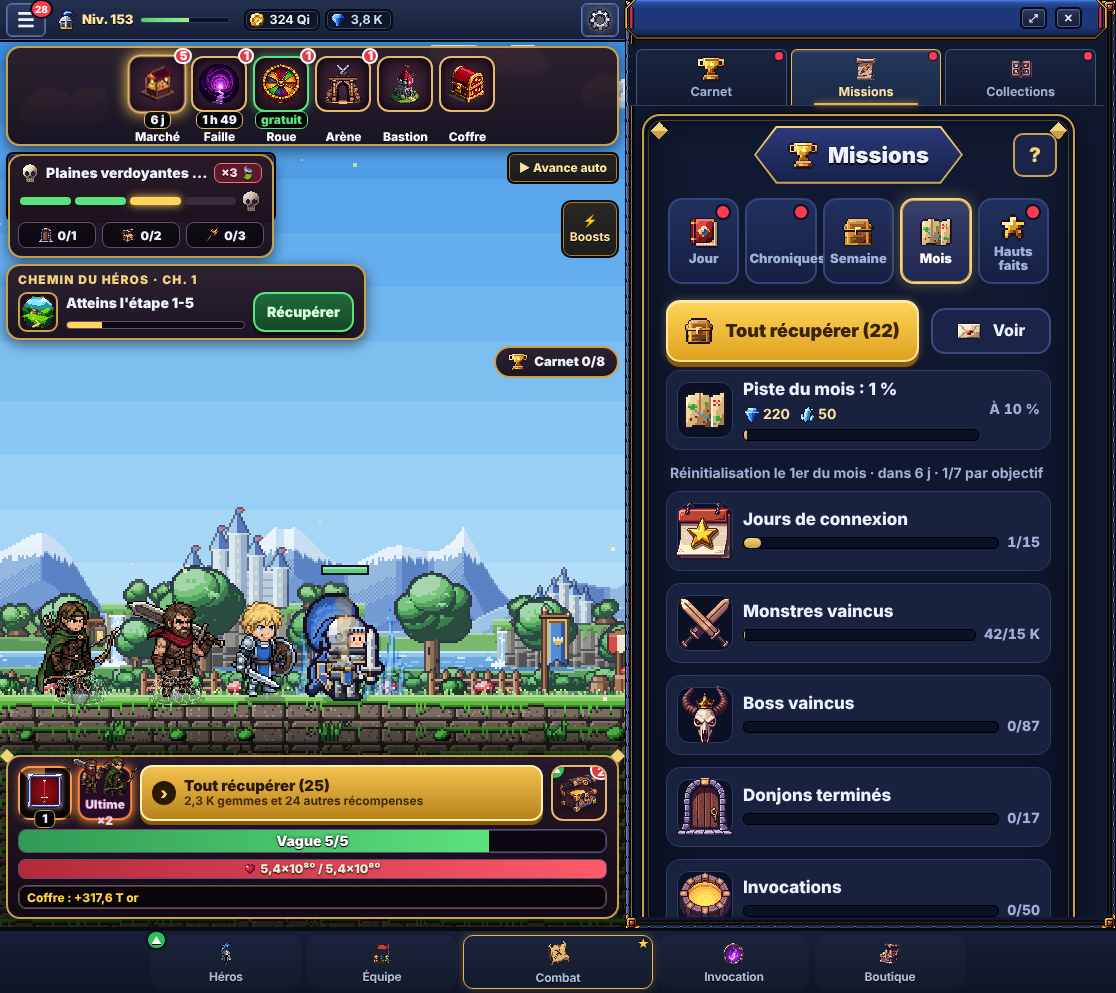 28
Niv. 153
324 Qi
3,8 K
5
1
1
1
6 j
1 h 49
gratuit
Marché
Faille
Roue
Arène
Bastion
Coffre
Plaines verdoyantes ...
×3
0/1
0/2
0/3
Avance auto
Boosts
CHEMIN DU HÉROS · CH. 1
Atteins l'étape 1-5
Récupérer
Carnet 0/8
Ultime
×2
1
Tout récupérer (25)
2,3 K gemmes et 24 autres récompenses
2
Vague 5/5
5,4×10⁸⁰ / 5,4×10⁸⁰
Coffre : +317,6 T or
Carnet
Missions
Collections
Missions
?
Jour
Chroniques
Semaine
Mois
Hauts
faits
Tout récupérer (22)
Voir
Piste du mois : 1 %
220
50
À 10 %
Réinitialisation le 1er du mois · dans 6 j · 1/7 par objectif
Jours de connexion
1/15
Monstres vaincus
42/15 K
Boss vaincus
0/87
Donjons terminés
0/17
Invocations
0/50
Héros
Équipe
Combat
Invocation
Boutique